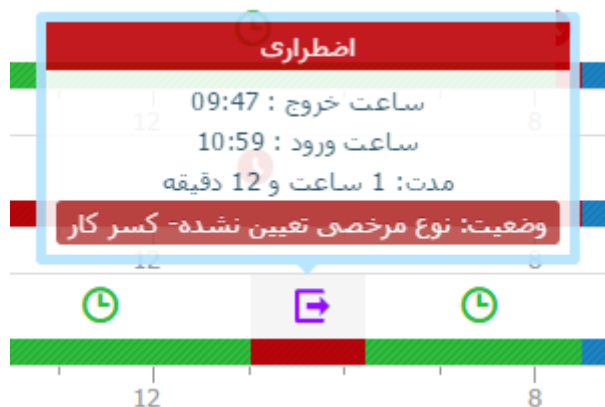 اضطراری
ساعت خروج : 09:47
ساعت ورود : 10:59
مدت: 1 ساعت و 12 دقیقه
وضعیت: نوع مرخصی تعیین نشده- کسر کار
8 12
8 12
8 12